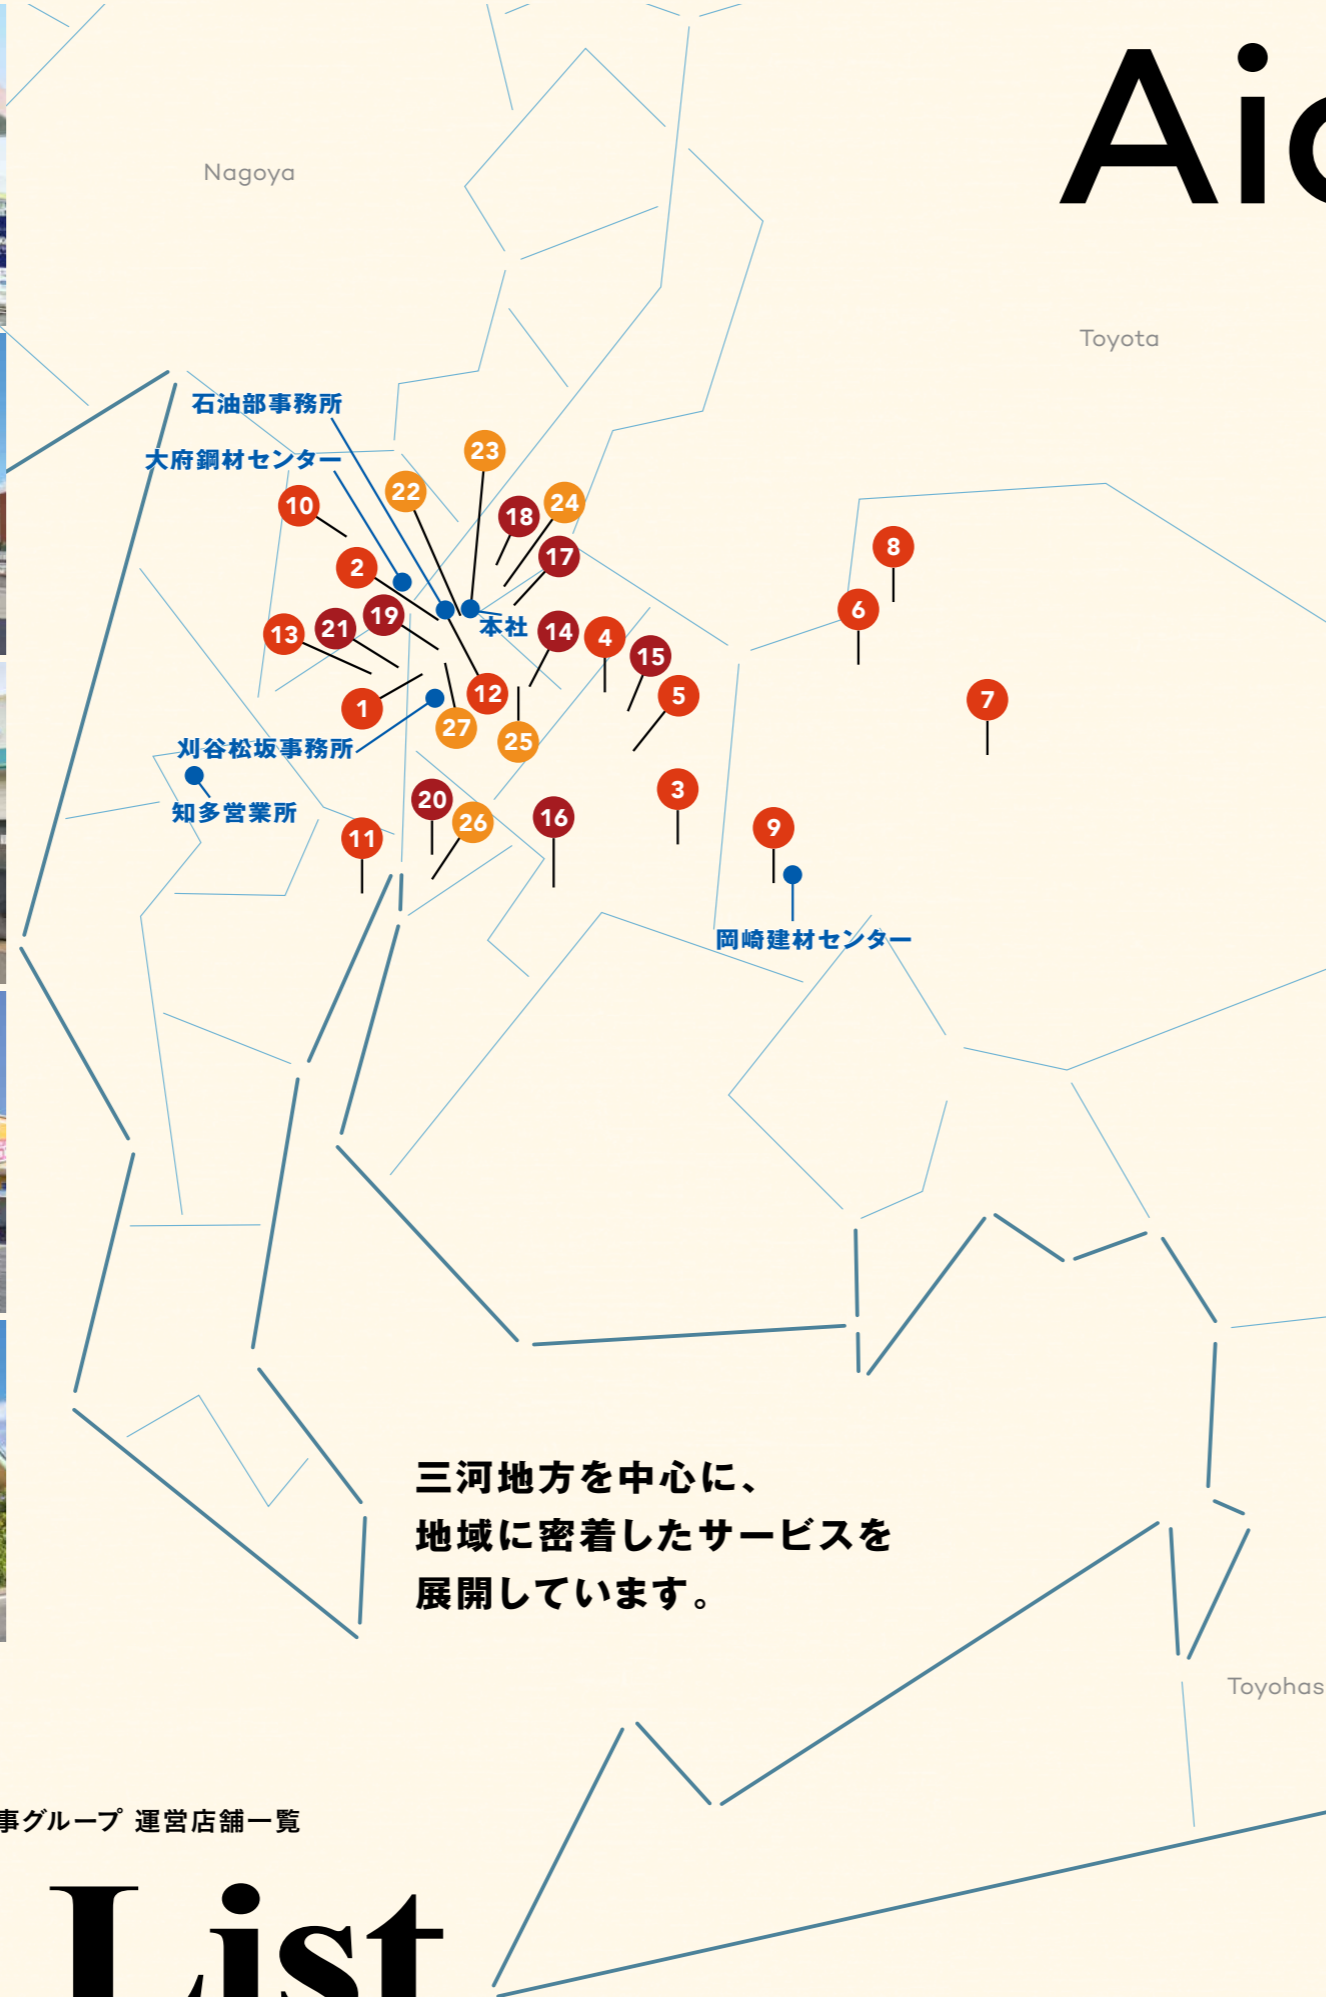 Aic
Nagoya
Toyota
石油部事務所
大府鋼材センター
23
22
24
10
18
8
17
2
6
19
本社
13
21
14
4
15
12
5
7
1
27
25
刈谷松坂事務所
3
知多営業所
20
26
16
9
11
岡崎建材センター
三河地方を中心に、
地域に密着したサービスを
展開しています。
Toyohas
事グループ 運営店舗一覧
List